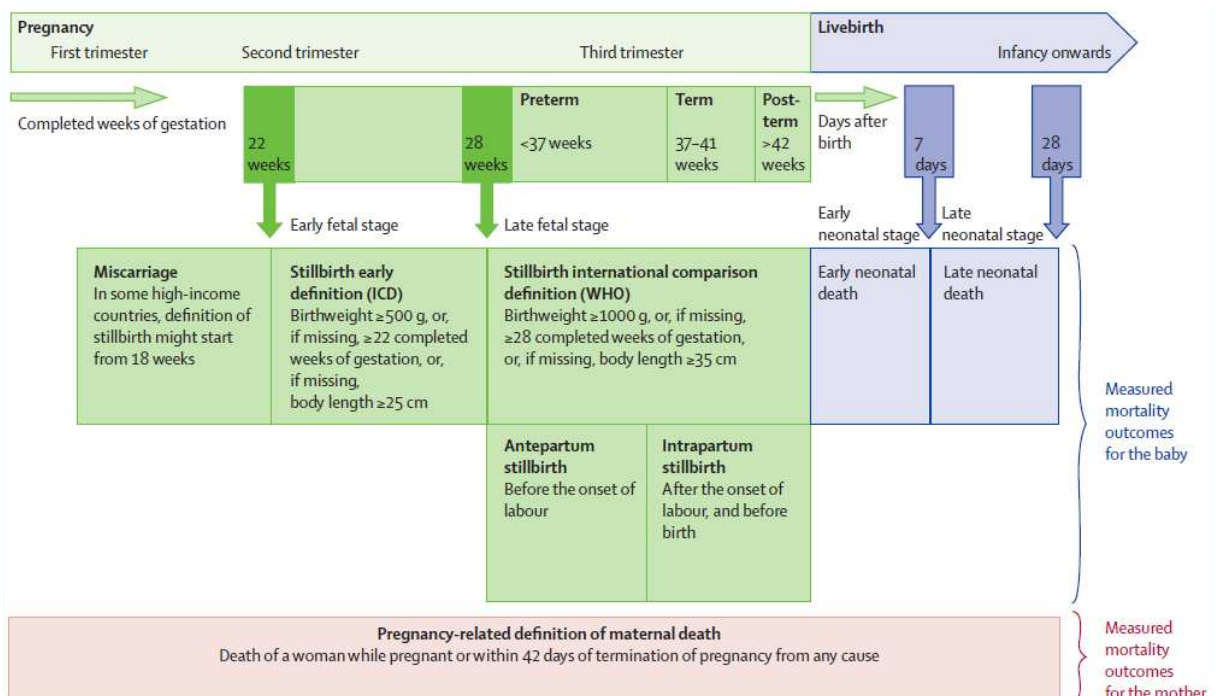 Pregnancy
First trimester
Second trimester
Third trimester
Livebirth
Infancy onwards
Completed weeks of gestation
22
weeks
28
weeks
Preterm
<37 weeks
Term
37–41
weeks
Post-
term
>42
weeks
Days after
birth
7
days
28
days
Early fetal stage
Late fetal stage
Early
neonatal stage
Late
neonatal stage
Miscarriage
In some high-income
countries, definition of
stillbirth might start
from 18 weeks
Stillbirth early
definition (ICD)
Birthweight ≥500 g, or,
if missing, ≥22 completed
weeks of gestation, or,
if missing,
body length ≥25 cm
Stillbirth international comparison
definition (WHO)
Birthweight ≥1000 g, or, if missing,
≥28 completed weeks of gestation,
or, if missing, body length ≥35 cm
Early neonatal
death
Late neonatal
death
Antepartum
stillbirth
Before the onset of
labour
Intrapartum
stillbirth
After the onset of
labour, and before
birth
Measured
mortality
outcomes
for the baby
Pregnancy-related definition of maternal death
Death of a woman while pregnant or within 42 days of termination of pregnancy from any cause
Measured
mortality
outcomes
for the mother